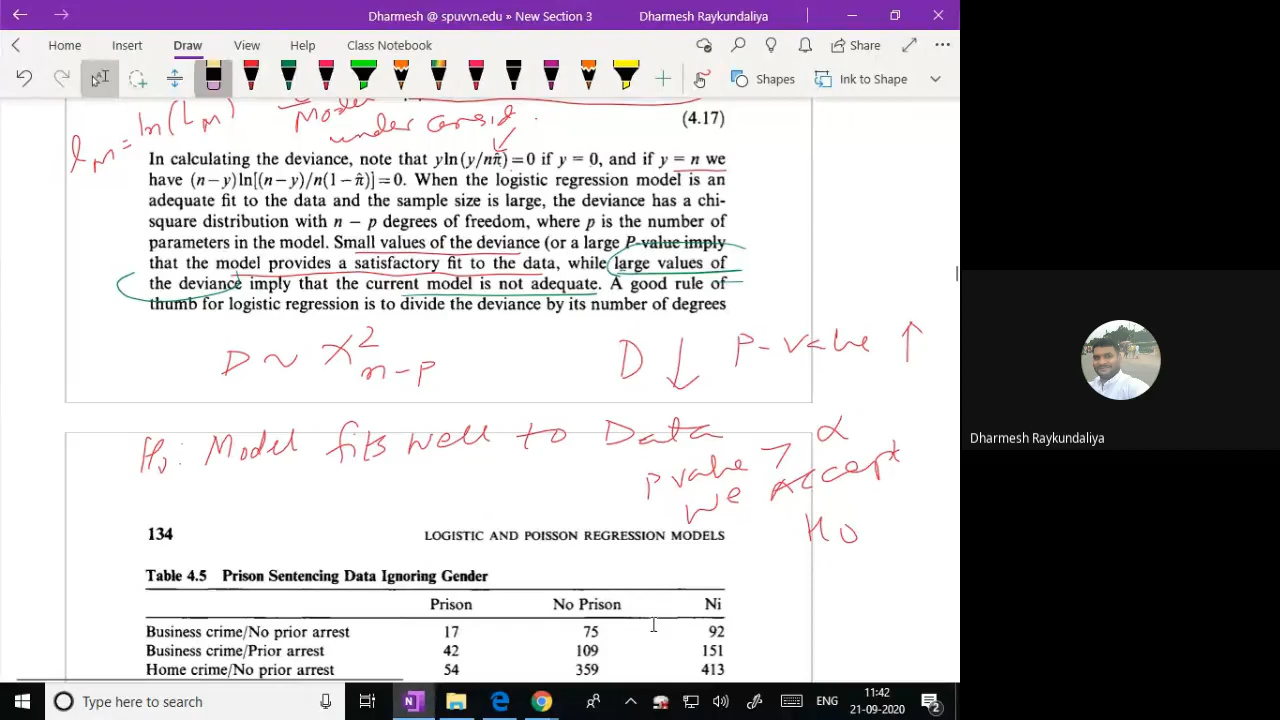 Dharmesh @ spuvvn.edu » New Section 3
Dharmesh Raykundaliya
Home Insert Draw View Help Class Notebook
Share
Shapes
Ink to Shape
l_M = ln(L_M)
Model
under consid.
(4.17)
In calculating the deviance, note that y ln (y/nπ̂) = 0 if y = 0, and if y = n we
have (n − y) ln[(n − y)/n(1 − π̂)] = 0. When the logistic regression model is an
adequate fit to the data and the sample size is large, the deviance has a chi-
square distribution with n − p degrees of freedom, where p is the number of
parameters in the model. Small values of the deviance (or a large P-value imply
that the model provides a satisfactory fit to the data, while large values of
the deviance imply that the current model is not adequate. A good rule of
thumb for logistic regression is to divide the deviance by its number of degrees
D ~ χ²_{n-p}
D ↓ P-value ↑
H₀: Model fits well to Data
P value > α
We Accept
H0
134 LOGISTIC AND POISSON REGRESSION MODELS
Table 4.5 Prison Sentencing Data Ignoring Gender
Prison No Prison Ni
Business crime/No prior arrest 17 75 92
Business crime/Prior arrest 42 109 151
Home crime/No prior arrest 54 359 413
Dharmesh Raykundaliya
Type here to search
ENG
11:42
21-09-2020
2